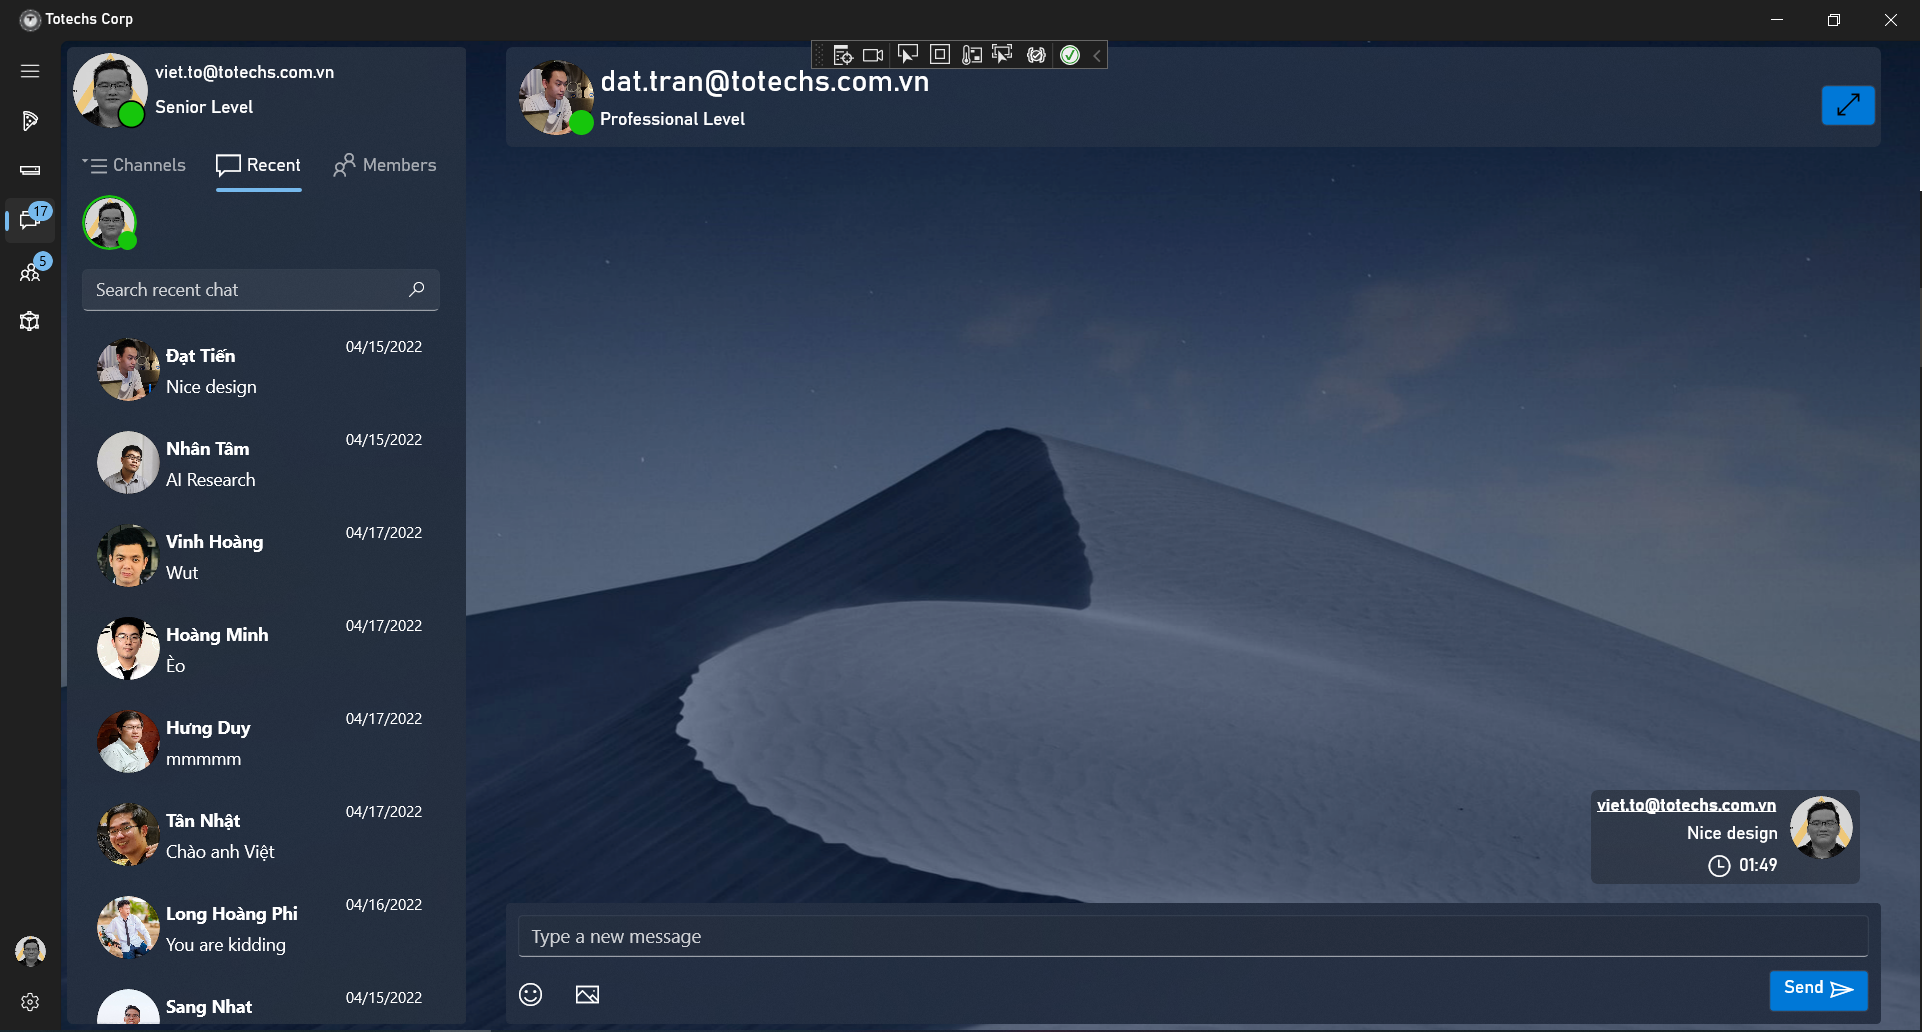 Totechs Corp
viet.to@totechs.com.vn
Senior Level
Channels
Recent
Members
17
5
Search recent chat
Đạt Tiến
04/15/2022
Nice design
Nhân Tâm
04/15/2022
AI Research
Vinh Hoàng
04/17/2022
Wut
Hoàng Minh
04/17/2022
Èo
Hưng Duy
04/17/2022
mmmmm
Tân Nhật
04/17/2022
Chào anh Việt
Long Hoàng Phi
04/16/2022
You are kidding
Sang Nhat
04/15/2022
dat.tran@totechs.com.vn
Professional Level
viet.to@totechs.com.vn
Nice design
01:49
Type a new message
Send